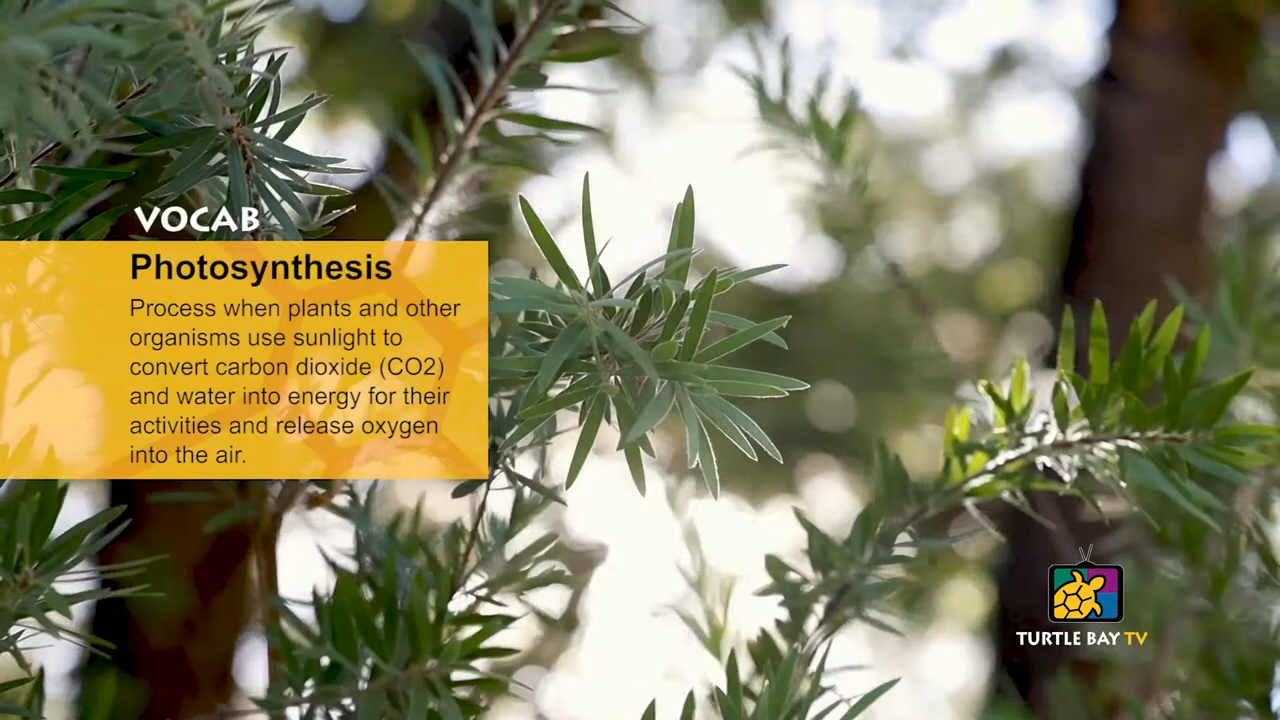 VOCAB
Photosynthesis
Process when plants and other
organisms use sunlight to
convert carbon dioxide (CO2)
and water into energy for their
activities and release oxygen
into the air.
TURTLE BAY TV